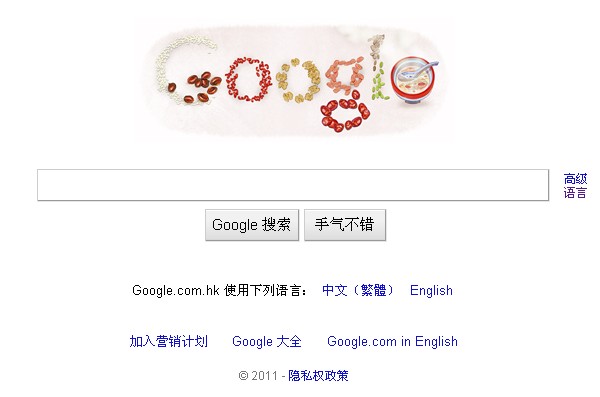 Google
高级
语言
Google 搜索 手气不错
Google.com.hk 使用下列语言： 中文（繁體） English
加入营销计划 Google 大全 Google.com in English
© 2011 - 隐私权政策